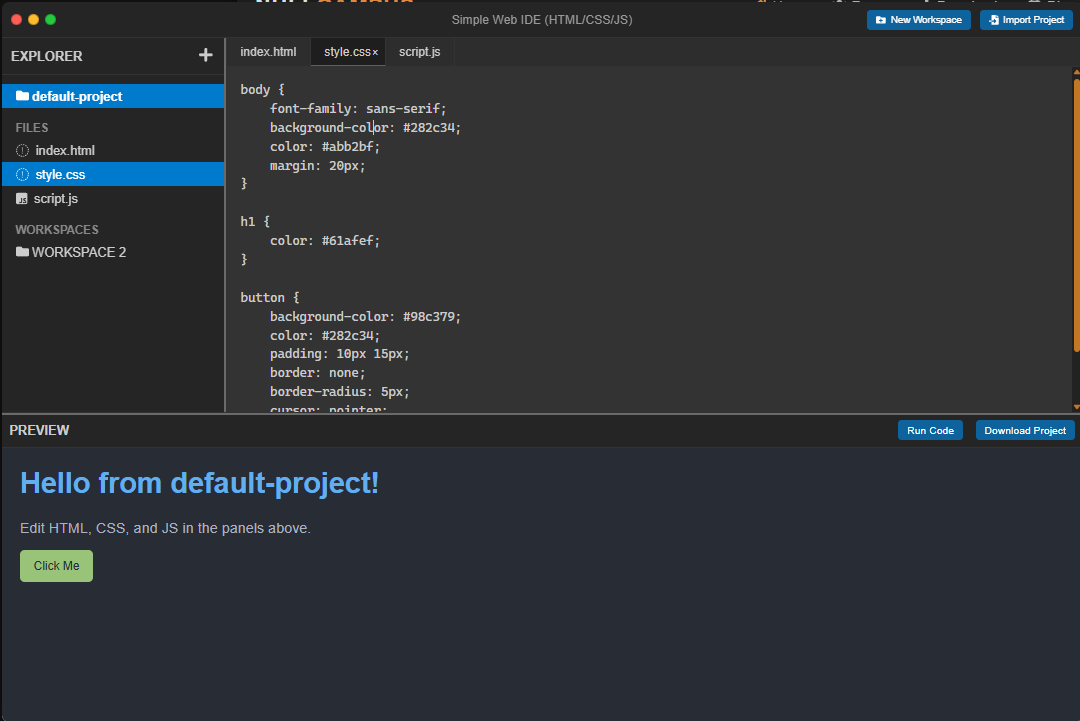 Simple Web IDE (HTML/CSS/JS)
New Workspace
Import Project
EXPLORER
+
default-project
FILES
index.html
style.css
script.js
WORKSPACES
WORKSPACE 2
index.html
style.css×
script.js
body {
    font-family: sans-serif;
    background-color: #282c34;
    color: #abb2bf;
    margin: 20px;
}
h1 {
    color: #61afef;
}
button {
    background-color: #98c379;
    color: #282c34;
    padding: 10px 15px;
    border: none;
    border-radius: 5px;
    cursor: pointer;
PREVIEW
Run Code
Download Project
Hello from default-project!
Edit HTML, CSS, and JS in the panels above.
Click Me